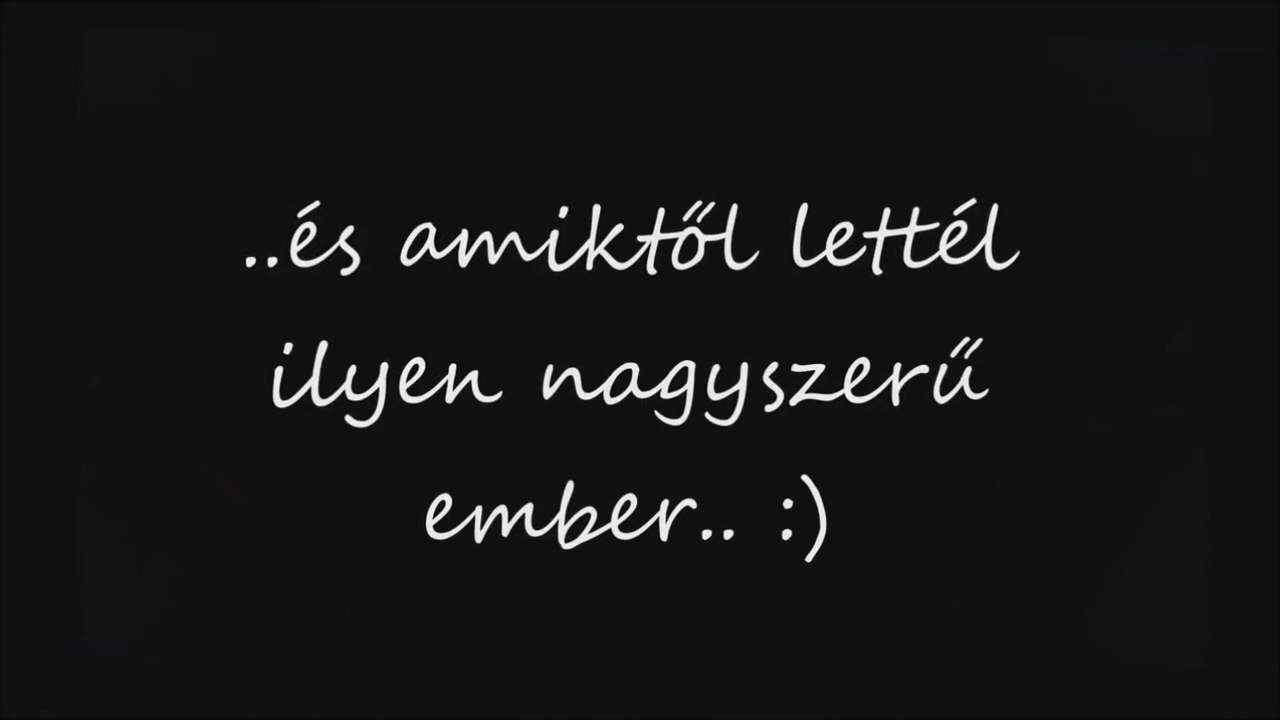 ..és amiktől lettél
ilyen nagyszerű
ember.. :)